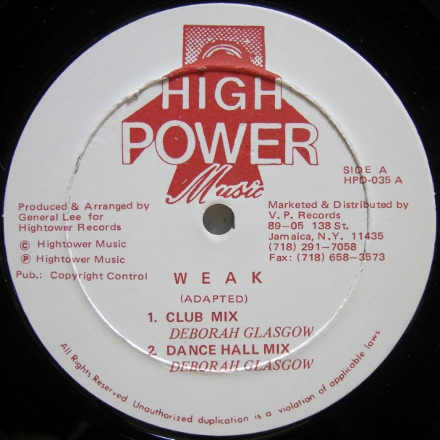 HIGH
POWER
Music
SIDE A
HPD-035 A
Produced & Arranged by
General Lee for
Hightower Records
© Hightower Music
℗ Hightower Music
Pub.: Copyright Control
Marketed & Distributed by
V. P. Records
89-05 138 St.
Jamaica, N.Y. 11435
(718) 291-7058
Fax: (718) 658-3573
WEAK
(ADAPTED)
1. CLUB MIX
DEBORAH GLASGOW
2. DANCE HALL MIX
DEBORAH GLASGOW
All Rights Reserved Unauthorized duplication is a violation of applicable laws